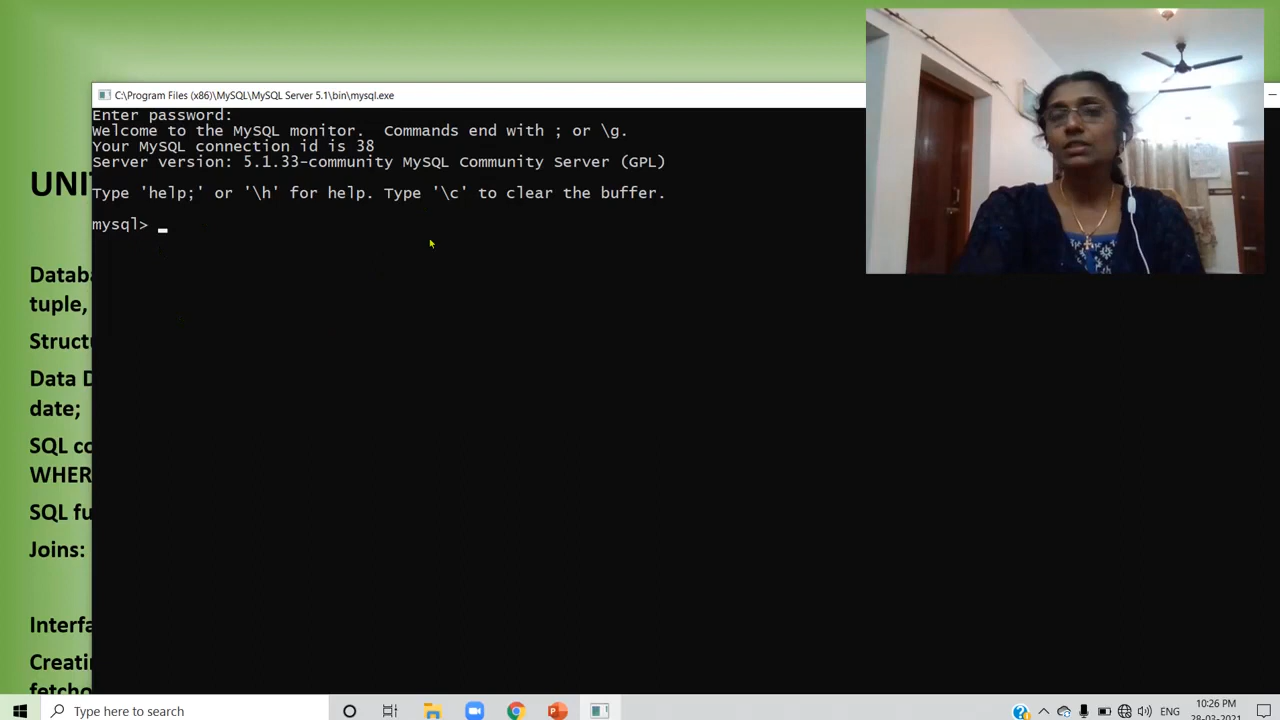 C:\Program Files (x86)\MySQL\MySQL Server 5.1\bin\mysql.exe
Enter password:
Welcome to the MySQL monitor.  Commands end with ; or \g.
Your MySQL connection id is 38
Server version: 5.1.33-community MySQL Community Server (GPL)
Type 'help;' or '\h' for help. Type '\c' to clear the buffer.
mysql>
UNI
Datab
tuple,
Struct
Data D
date;
SQL co
WHER
SQL fu
Joins:
Interfa
Creati
fetcho
Type here to search
ENG
10:26 PM